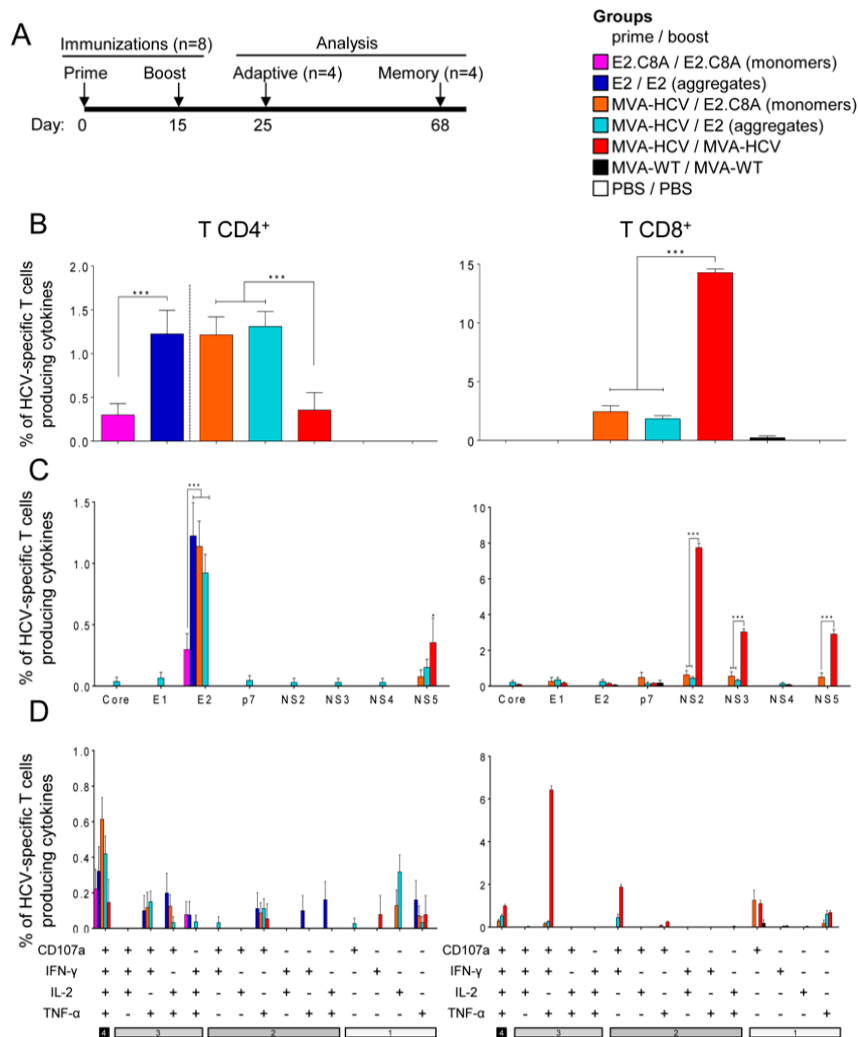 A
Immunizations (n=8)
Analysis
Prime
Boost
Adaptive (n=4)
Memory (n=4)
Day:
0
15
25
68
Groups
prime / boost
E2.C8A / E2.C8A (monomers)
E2 / E2 (aggregates)
MVA-HCV / E2.C8A (monomers)
MVA-HCV / E2 (aggregates)
MVA-HCV / MVA-HCV
MVA-WT / MVA-WT
PBS / PBS
B
T CD4+
T CD8+
% of HCV-specific T cells
producing cytokines
2.0
1.5
1.0
0.5
0.0
***
***
15
10
5
0
***
C
% of HCV-specific T cells
producing cytokines
1.5
1.0
0.5
0.0
***
*
Core E1 E2 p7 NS2 NS3 NS4 NS5
10
8
6
4
2
0
***
***
***
Core E1 E2 p7 NS2 NS3 NS4 NS5
D
% of HCV-specific T cells
producing cytokines
1.0
0.8
0.6
0.4
0.2
0.0
CD107a + + + + - + + + - - - + - - -
IFN-γ + + + - + + - - + + - - + - -
IL-2 + + - + + - + - + - + - - + -
TNF-α + - + + + - - + - + + - - - +
4 3 2 1
8
6
4
2
0
CD107a + + + + - + + + - - - + - - -
IFN-γ + + + - + + - - + + - - + - -
IL-2 + + - + + - + - + - + - - + -
TNF-α + - + + + - - + - + + - - - +
4 3 2 1